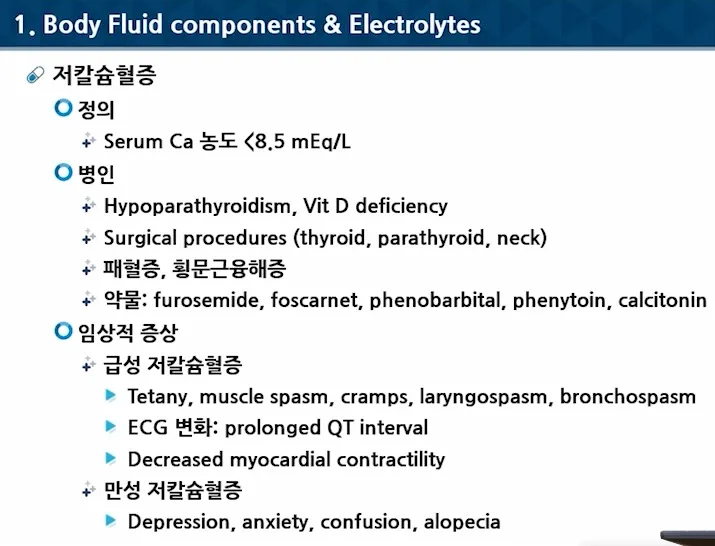 1. Body Fluid components & Electrolytes
저칼슘혈증
정의
Serum Ca 농도 <8.5 mEq/L
병인
Hypoparathyroidism, Vit D deficiency
Surgical procedures (thyroid, parathyroid, neck)
패혈증, 횡문근융해증
약물: furosemide, foscarnet, phenobarbital, phenytoin, calcitonin
임상적 증상
급성 저칼슘혈증
Tetany, muscle spasm, cramps, laryngospasm, bronchospasm
ECG 변화: prolonged QT interval
Decreased myocardial contractility
만성 저칼슘혈증
Depression, anxiety, confusion, alopecia